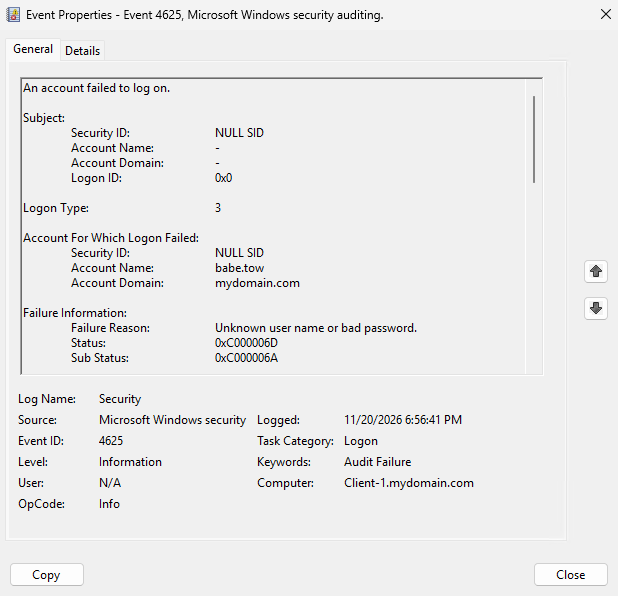 Event Properties - Event 4625, Microsoft Windows security auditing.
General Details
An account failed to log on.
Subject:
Security ID: NULL SID
Account Name: -
Account Domain: -
Logon ID: 0x0
Logon Type: 3
Account For Which Logon Failed:
Security ID: NULL SID
Account Name: babe.tow
Account Domain: mydomain.com
Failure Information:
Failure Reason: Unknown user name or bad password.
Status: 0xC000006D
Sub Status: 0xC000006A
Log Name: Security
Source: Microsoft Windows security Logged: 11/20/2026 6:56:41 PM
Event ID: 4625 Task Category: Logon
Level: Information Keywords: Audit Failure
User: N/A Computer: Client-1.mydomain.com
OpCode: Info
Copy Close